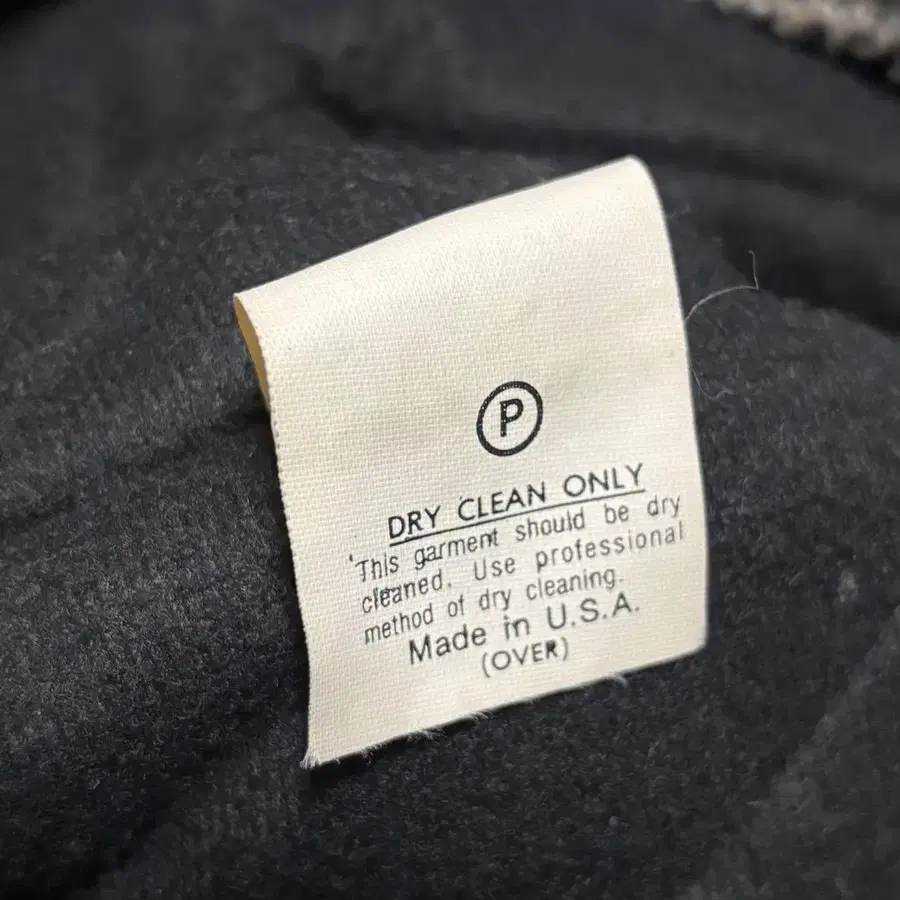 P
DRY CLEAN ONLY
This garment should be dry
cleaned. Use professional
method of dry cleaning.
Made in U.S.A.
(OVER)